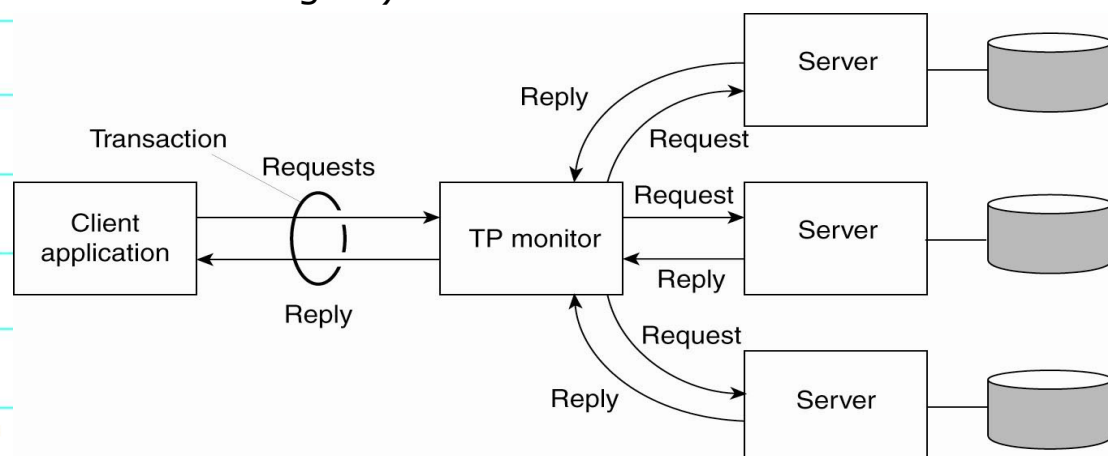 Server
Reply
Transaction
Request
Requests
Request
Client
application
TP monitor
Server
Reply
Reply
Request
Reply
Server